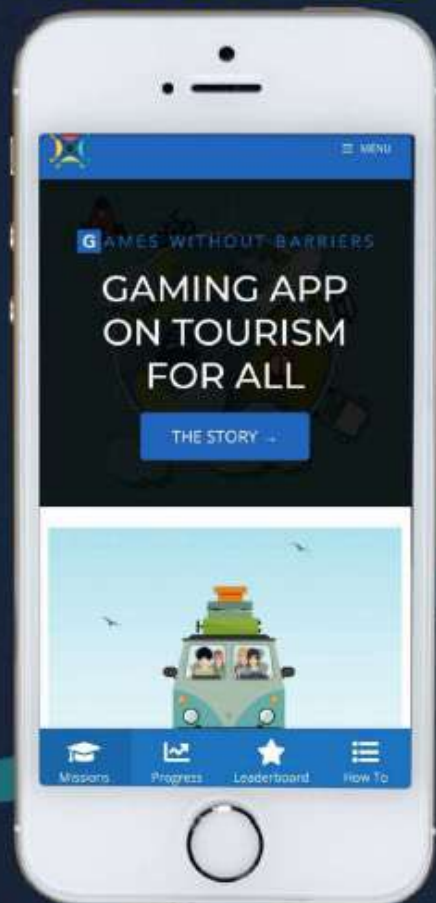 MENU
GAMES WITHOUT BARRIERS
GAMING APP
ON TOURISM
FOR ALL
THE STORY →
Missions
Progress
Leaderboard
How To